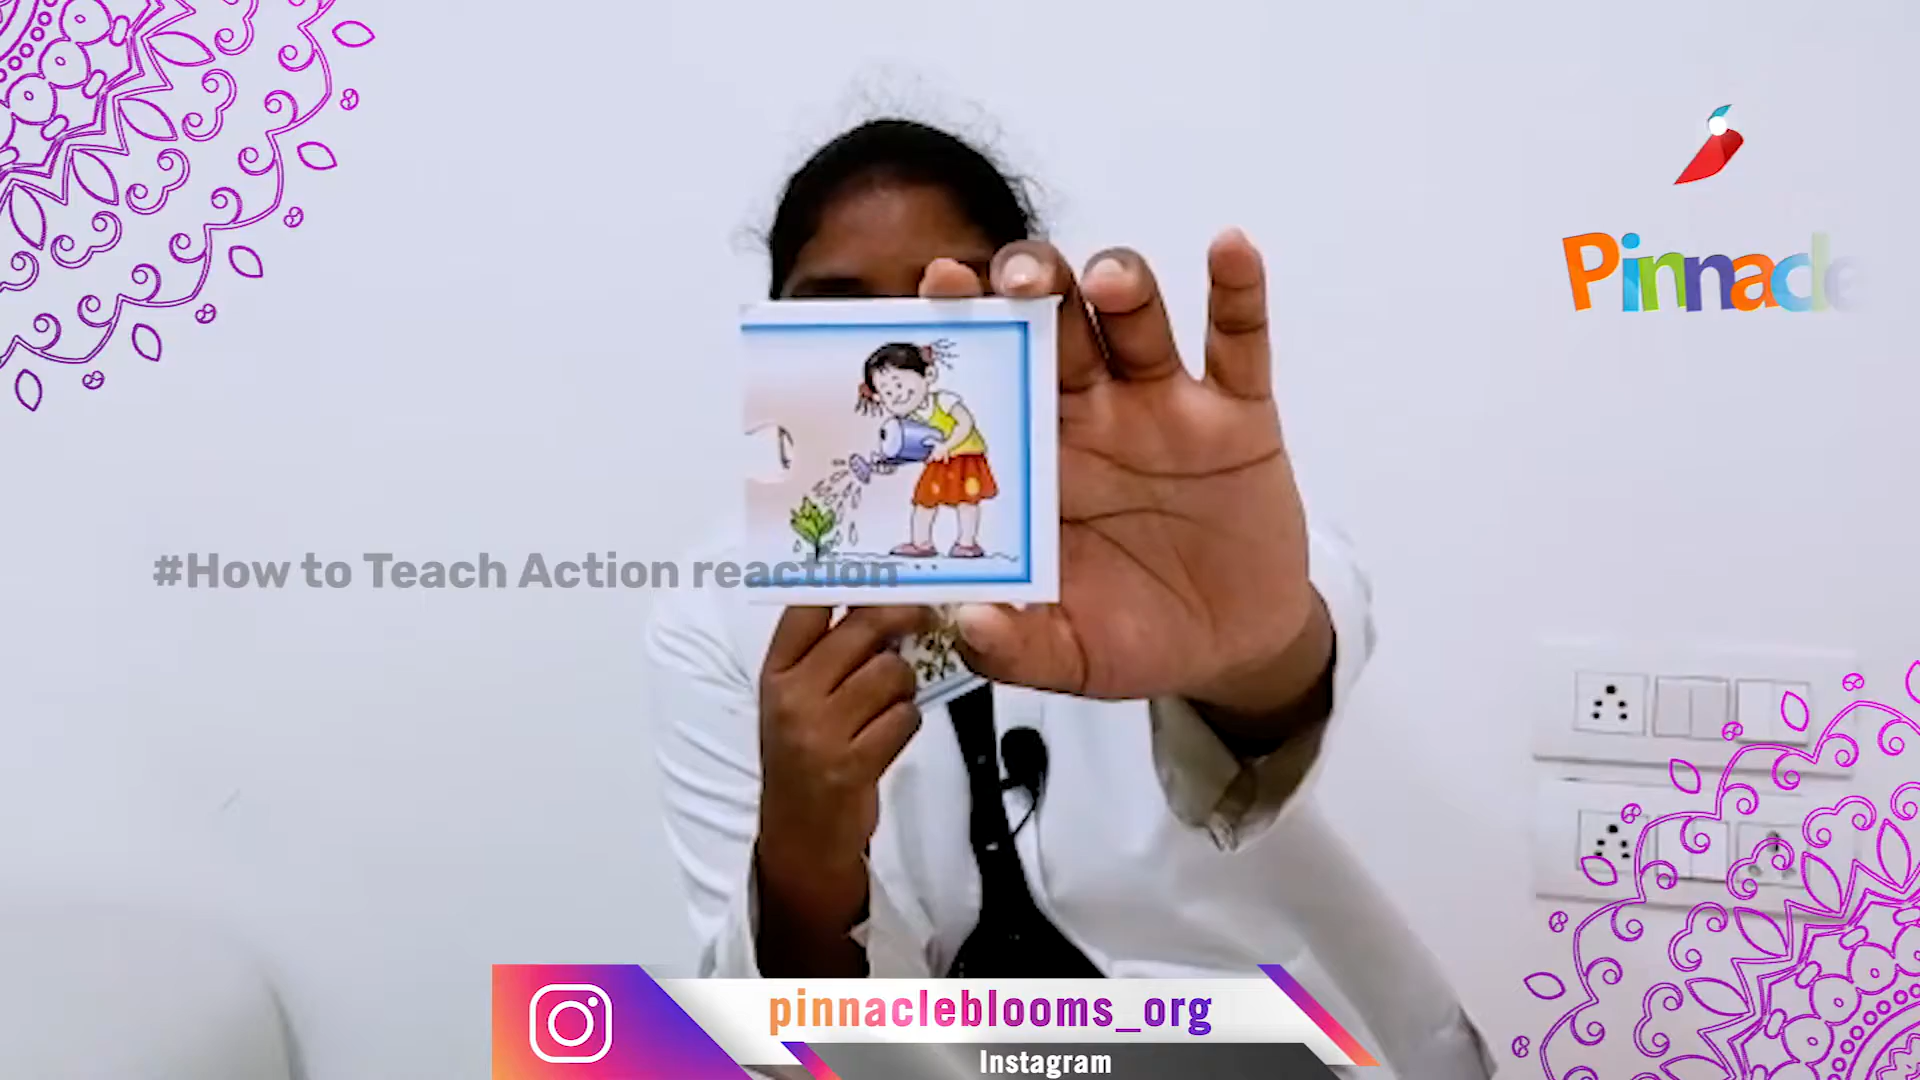 Pinnacle
#How to Teach Action reaction
pinnacleblooms_org
Instagram